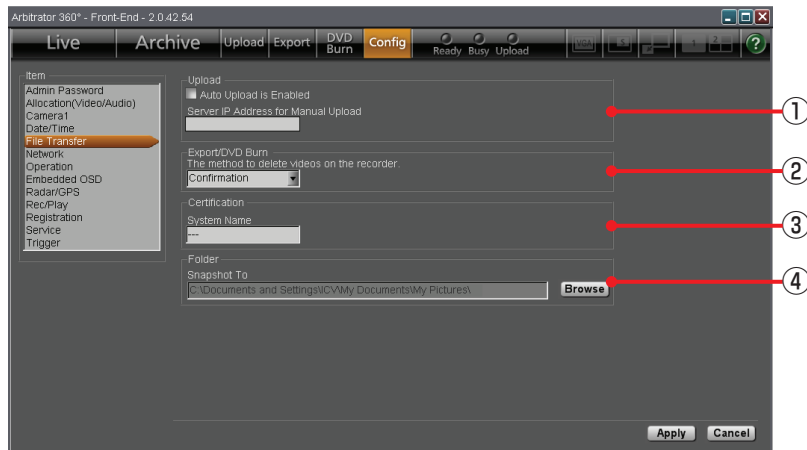 Arbitrator 360° - Front-End - 2.0.42.54
Live Archive Upload Export DVD Burn Config Ready Busy Upload VGA S 1 2 ?
Item
Admin Password
Allocation(Video/Audio)
Camera1
Date/Time
File Transfer
Network
Operation
Embedded OSD
Radar/GPS
Rec/Play
Registration
Service
Trigger
Upload
Auto Upload is Enabled
Server IP Address for Manual Upload
①
Export/DVD Burn
The method to delete videos on the recorder.
Confirmation
②
Certification
System Name
---
③
Folder
Snapshot To
C:\Documents and Settings\ICV\My Documents\My Pictures\
Browse
④
Apply Cancel